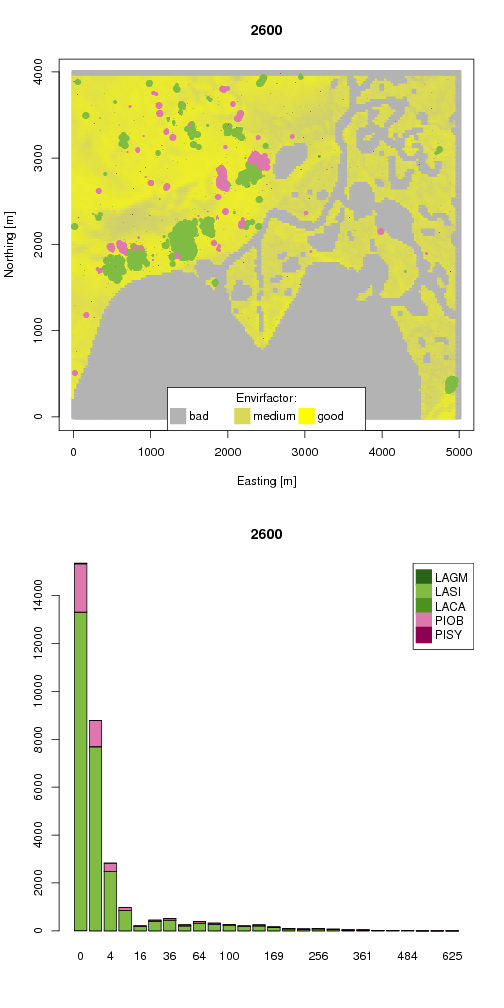 2600
4000
3000
2000
1000
0
Northing [m]
Envirfactor:
bad medium good
0 1000 2000 3000 4000 5000
Easting [m]
2600
14000
12000
10000
8000
6000
4000
2000
0
LAGM
LASI
LACA
PIOB
PISY
0 4 16 36 64 100 169 256 361 484 625